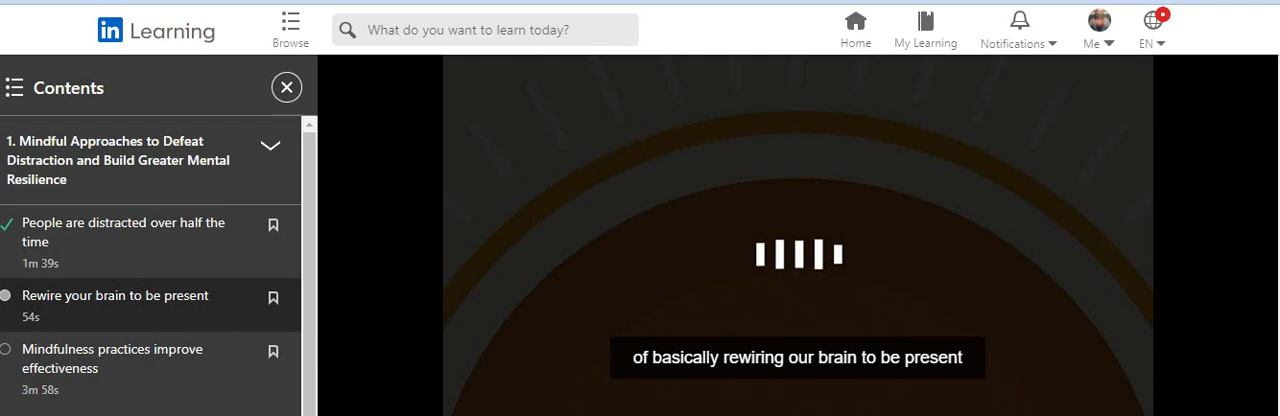 in Learning
Browse
What do you want to learn today?
Home
My Learning
Notifications
Me
EN
Contents
1. Mindful Approaches to Defeat
Distraction and Build Greater Mental
Resilience
People are distracted over half the
time
1m 39s
Rewire your brain to be present
54s
Mindfulness practices improve
effectiveness
3m 58s
of basically rewiring our brain to be present